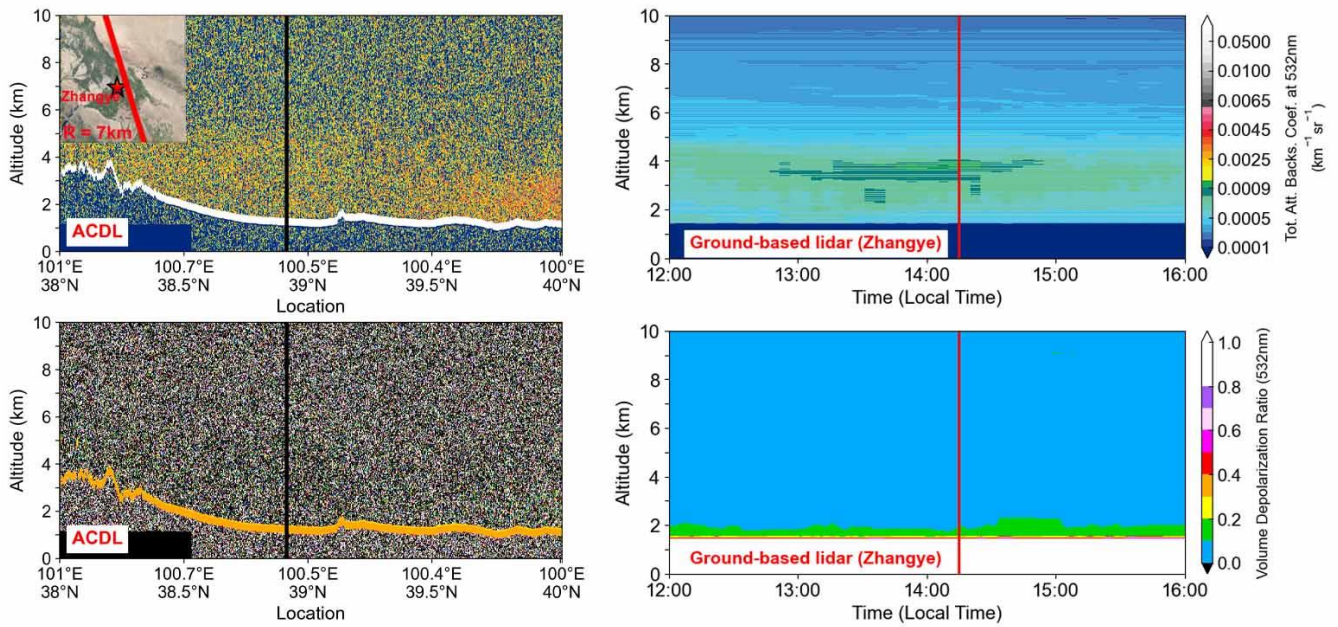 10
8
6
4
2
0
Altitude (km)
Zhangye
R = 7km
ACDL
101°E 100.7°E 100.5°E 100.4°E 100°E
38°N 38.5°N 39°N 39.5°N 40°N
Location
10
8
6
4
2
0
Altitude (km)
Ground-based lidar (Zhangye)
12:00 13:00 14:00 15:00 16:00
Time (Local Time)
0.0500
0.0100
0.0065
0.0045
0.0025
0.0009
0.0005
0.0001
Tot. Att. Backs. Coef. at 532nm
(km⁻¹ sr⁻¹)
10
8
6
4
2
0
Altitude (km)
ACDL
101°E 100.7°E 100.5°E 100.4°E 100°E
38°N 38.5°N 39°N 39.5°N 40°N
Location
10
8
6
4
2
0
Altitude (km)
Ground-based lidar (Zhangye)
12:00 13:00 14:00 15:00 16:00
Time (Local Time)
1.0
0.8
0.6
0.4
0.2
0.0
Volume Depolarization Ratio (532nm)